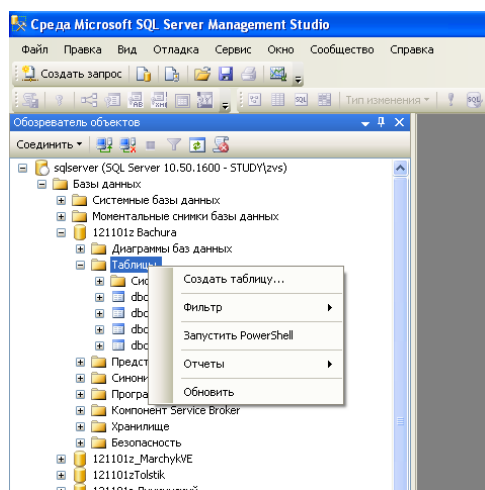 Среда Microsoft SQL Server Management Studio
Файл Правка Вид Отладка Сервис Окно Сообщество Справка
Создать запрос
Тип изменения
Обозреватель объектов
Соединить
sqlserver (SQL Server 10.50.1600 - STUDY\zvs)
Базы данных
Системные базы данных
Моментальные снимки базы данных
121101z Bachura
Диаграммы баз данных
Таблицы
Создать таблицу...
Фильтр
Запустить PowerShell
Отчеты
Обновить
Сис
dbo
dbo
dbo
dbo
Предст
Синони
Програ
Компонент Service Broker
Хранилище
Безопасность
121101z_MarchykVE
121101zTolstik